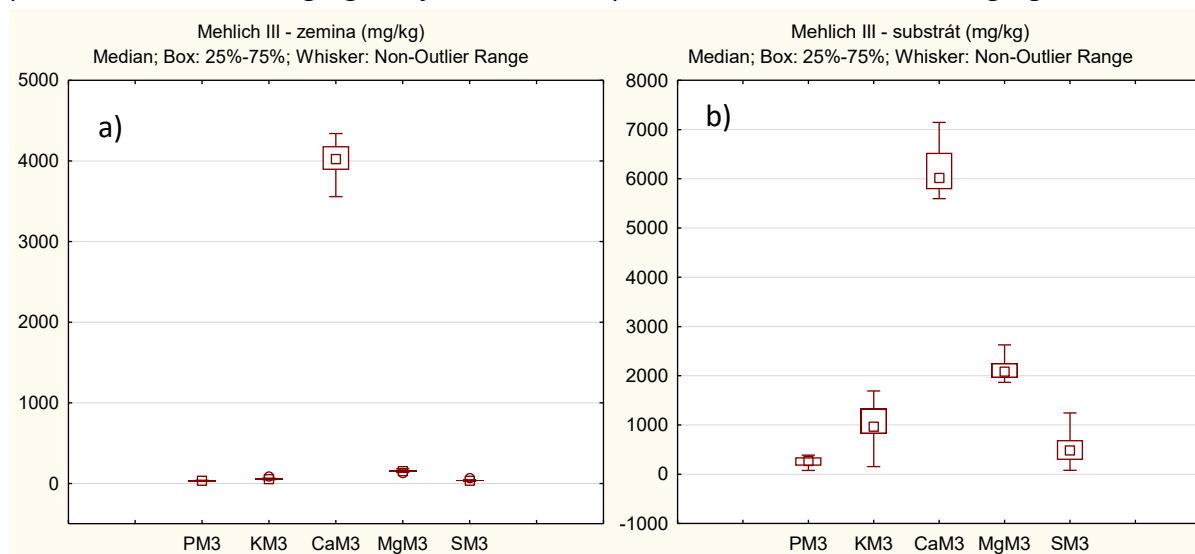 Mehlich III - zemina (mg/kg)
Median; Box: 25%-75%; Whisker: Non-Outlier Range
a)
5000
4000
3000
2000
1000
0
PM3 KM3 CaM3 MgM3 SM3
Mehlich III - substrát (mg/kg)
Median; Box: 25%-75%; Whisker: Non-Outlier Range
b)
8000
7000
6000
5000
4000
3000
2000
1000
0
-1000
PM3 KM3 CaM3 MgM3 SM3